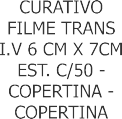 CURATIVO
FILME TRANS
I.V 6 CM X 7CM
EST. C/50 -
COPERTINA -
COPERTINA